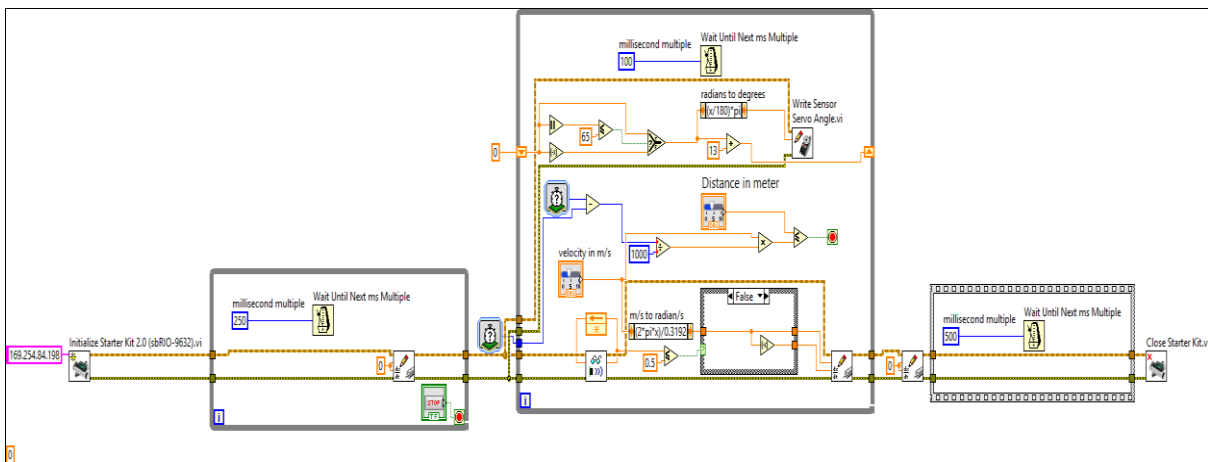 169.254.84.198
Initialize Starter Kit 2.0 (sbRIO-9632).vi
millisecond multiple
250
Wait Until Next ms Multiple
0
STOP
TF
i
millisecond multiple
100
Wait Until Next ms Multiple
radians to degrees
(x/180)*pi
Write Sensor
Servo Angle.vi
65
13
0
Distance in meter
1000
velocity in m/s
m/s to radian/s
(2*pi*x)/0.3192
False
0.5
i
0
millisecond multiple
500
Wait Until Next ms Multiple
Close Starter Kit.v
0